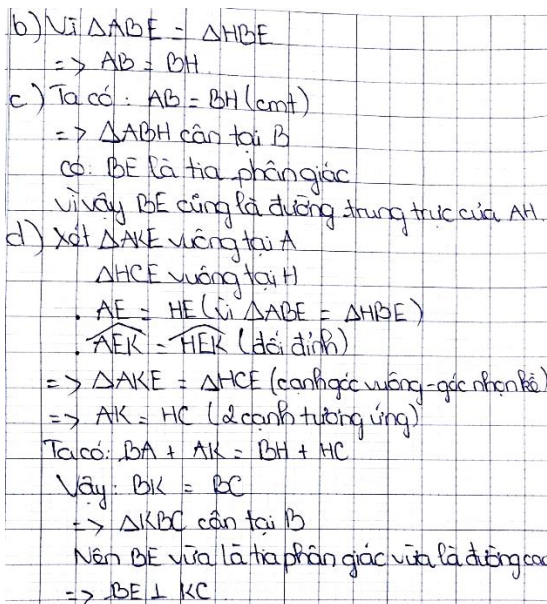 b) Vì ΔABE = ΔHBE
=> AB = BH
c) Ta có: AB = BH (cmt)
=> ΔABH cân tại B
có: BE là tia phân giác
vì vậy BE cũng là đường trung trực của AH.
d) Xét ΔAKE vuông tại A
ΔHCE vuông tại H
. AE = HE (vì ΔABE = ΔHBE)
. AEK = HEK (đối đỉnh)
=> ΔAKE = ΔHCE (cạnh góc vuông - góc nhọn kề)
=> AK = HC (2 cạnh tương ứng)
Ta có: BA + AK = BH + HC
Vậy: BK = BC
=> ΔKBC cân tại B
Nên BE vừa là tia phân giác vừa là đường cao
=> BE ⊥ KC